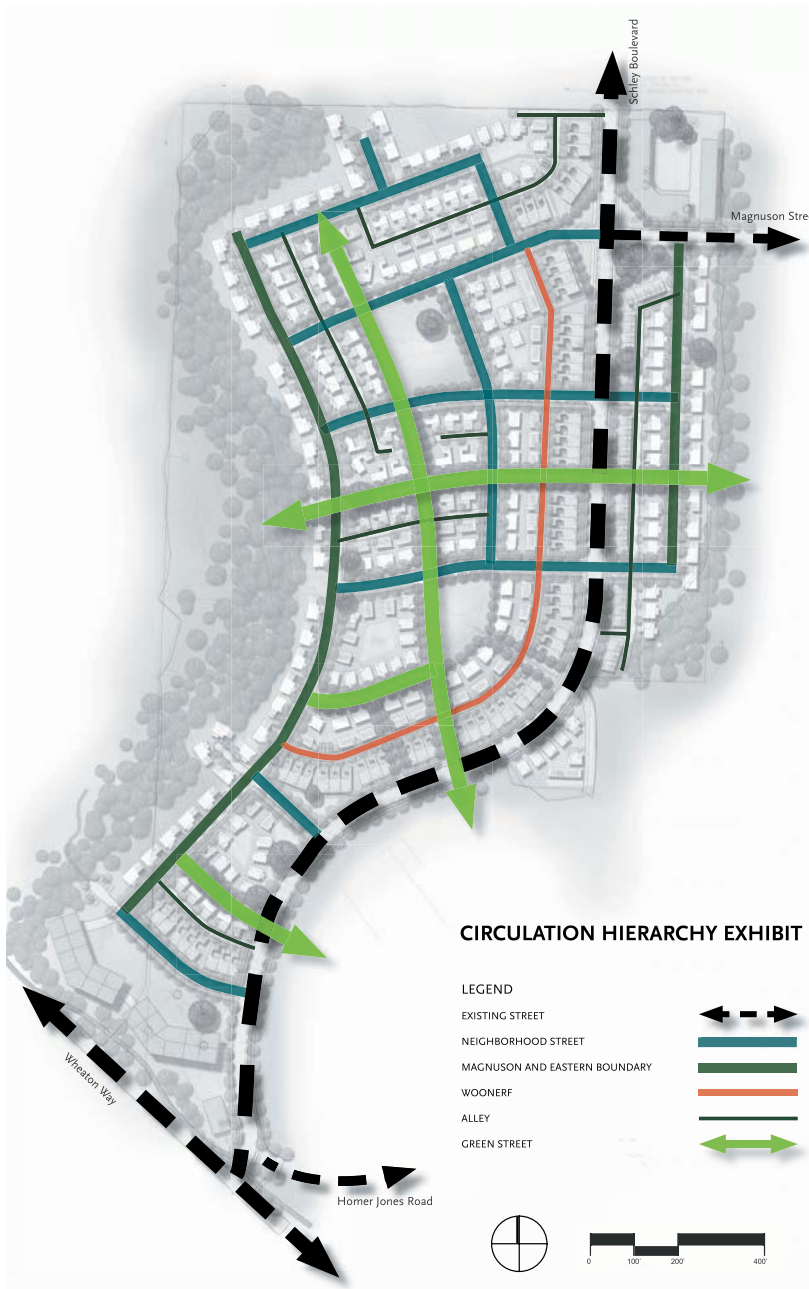 Schley Boulevard
Magnuson Stre
CIRCULATION HIERARCHY EXHIBIT
LEGEND
EXISTING STREET
NEIGHBORHOOD STREET
MAGNUSON AND EASTERN BOUNDARY
WOONERF
ALLEY
GREEN STREET
Wheaton Way
Homer Jones Road
0 100' 200' 400'